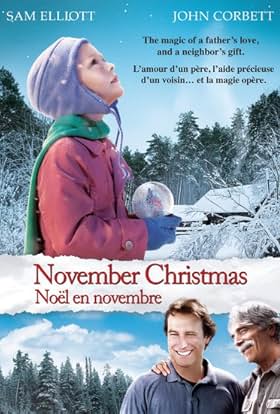 SAM ELLIOTT
JOHN CORBETT
The magic of a father's love,
and a neighbor's gift.
L'amour d'un père, l'aide précieuse
d'un voisin... et la magie opère.
November Christmas
Noël en novembre